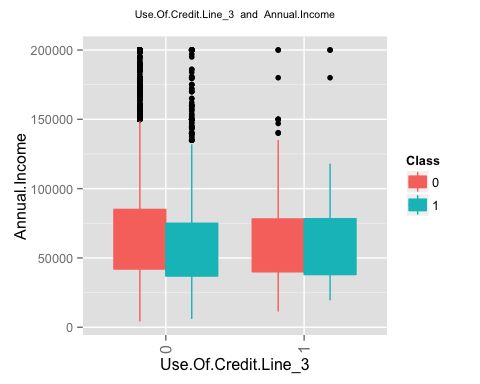 Use.Of.Credit.Line_3 and Annual.Income
200000
150000
100000
50000
0
Annual.Income
0
1
Use.Of.Credit.Line_3
Class
0
1